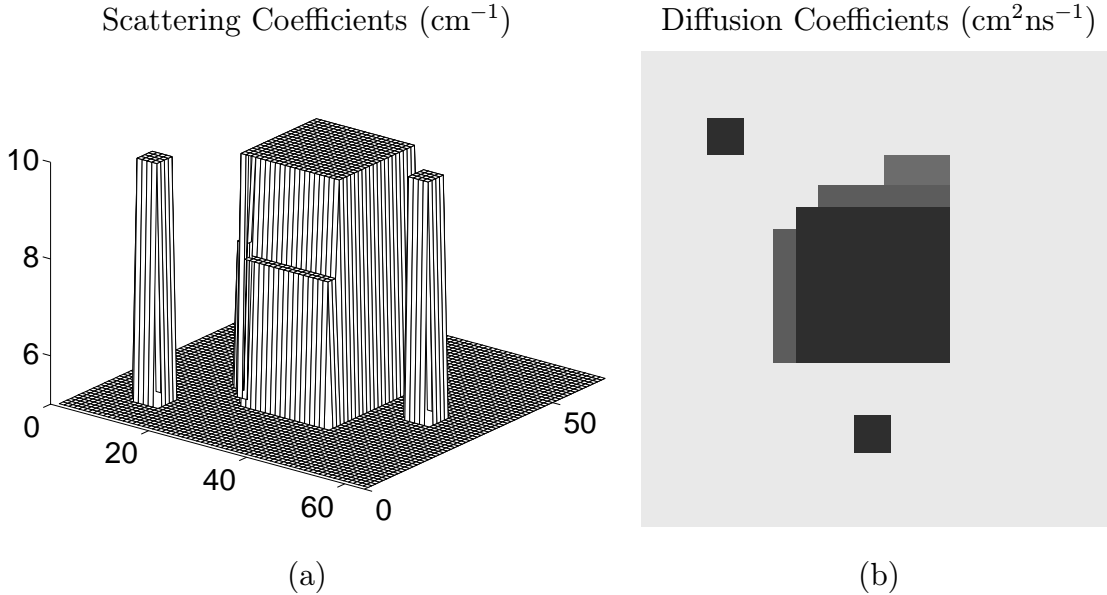 Scattering Coefficients (cm⁻¹)
Diffusion Coefficients (cm²ns⁻¹)
10
8
6
0
20
40
60
0
50
(a)
(b)